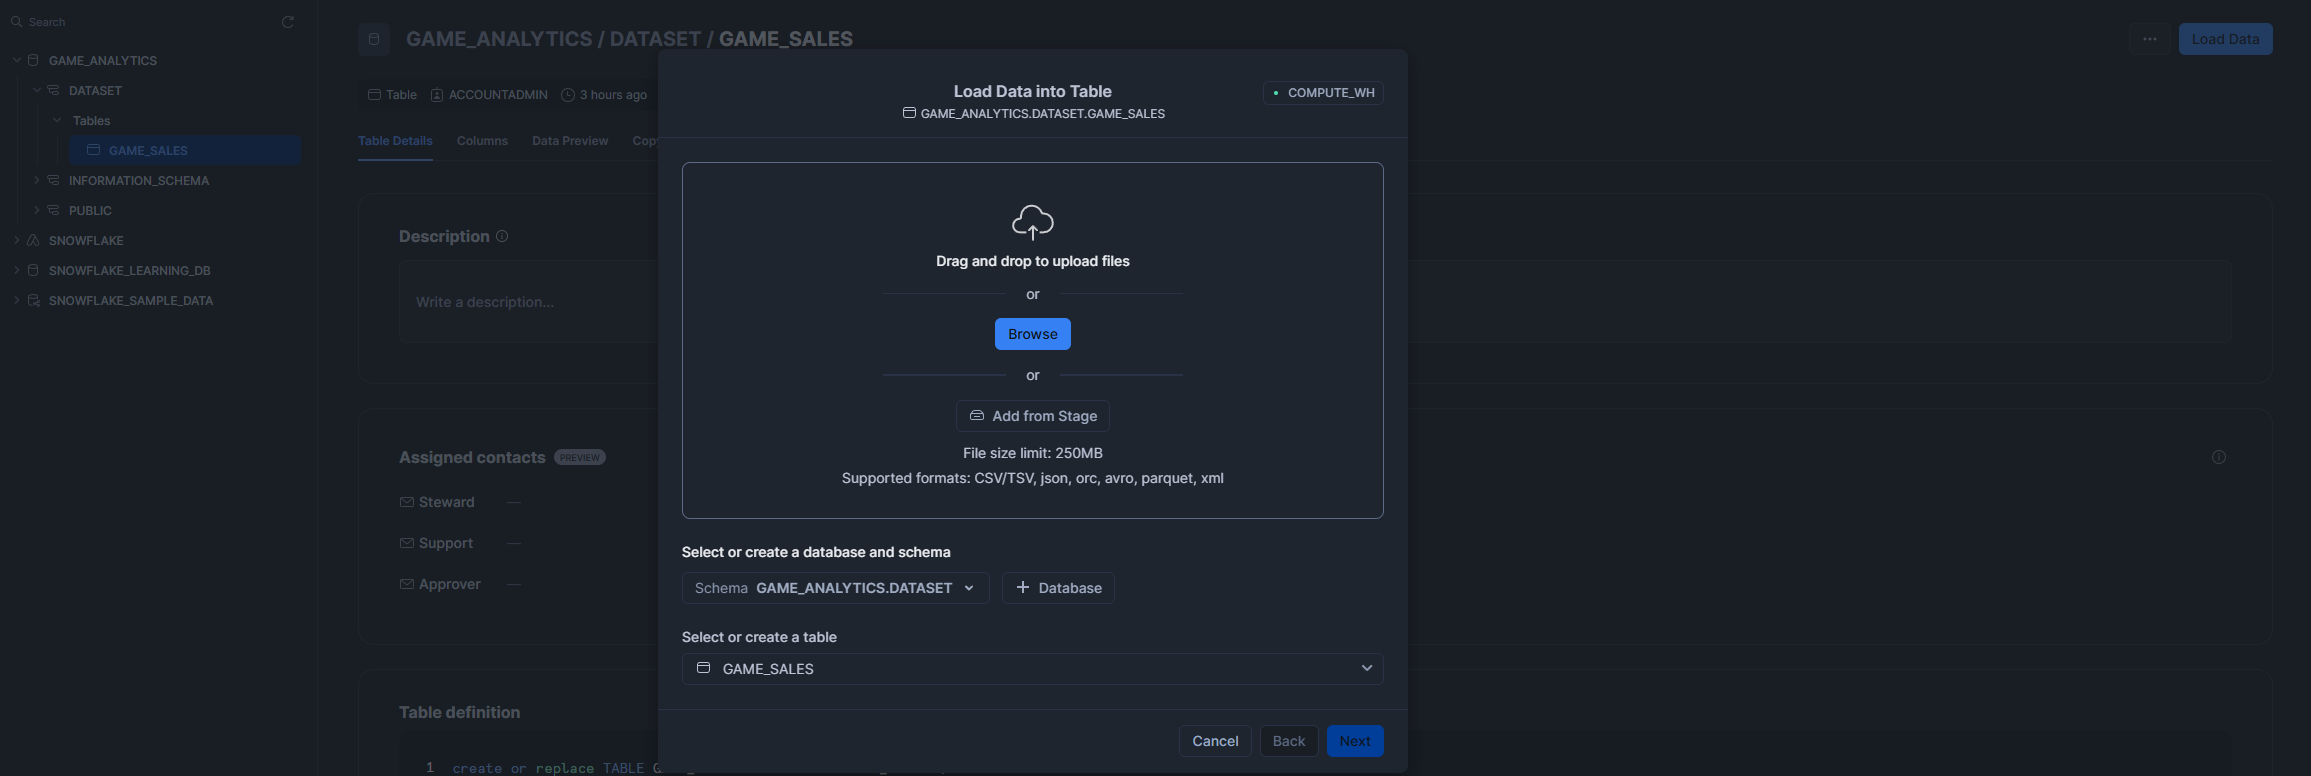 Search
GAME_ANALYTICS
DATASET
Tables
GAME_SALES
INFORMATION_SCHEMA
PUBLIC
SNOWFLAKE
SNOWFLAKE_LEARNING_DB
SNOWFLAKE_SAMPLE_DATA
GAME_ANALYTICS / DATASET / GAME_SALES
... Load Data
Table ACCOUNTADMIN 3 hours ago
Table Details Columns Data Preview
Description
Write a description...
Assigned contacts PREVIEW
Steward —
Support —
Approver —
Table definition
1 create or replace TABLE
Load Data into Table
COMPUTE_WH
GAME_ANALYTICS.DATASET.GAME_SALES
Drag and drop to upload files
or
Browse
or
Add from Stage
File size limit: 250MB
Supported formats: CSV/TSV, json, orc, avro, parquet, xml
Select or create a database and schema
Schema GAME_ANALYTICS.DATASET + Database
Select or create a table
GAME_SALES
Cancel Back Next